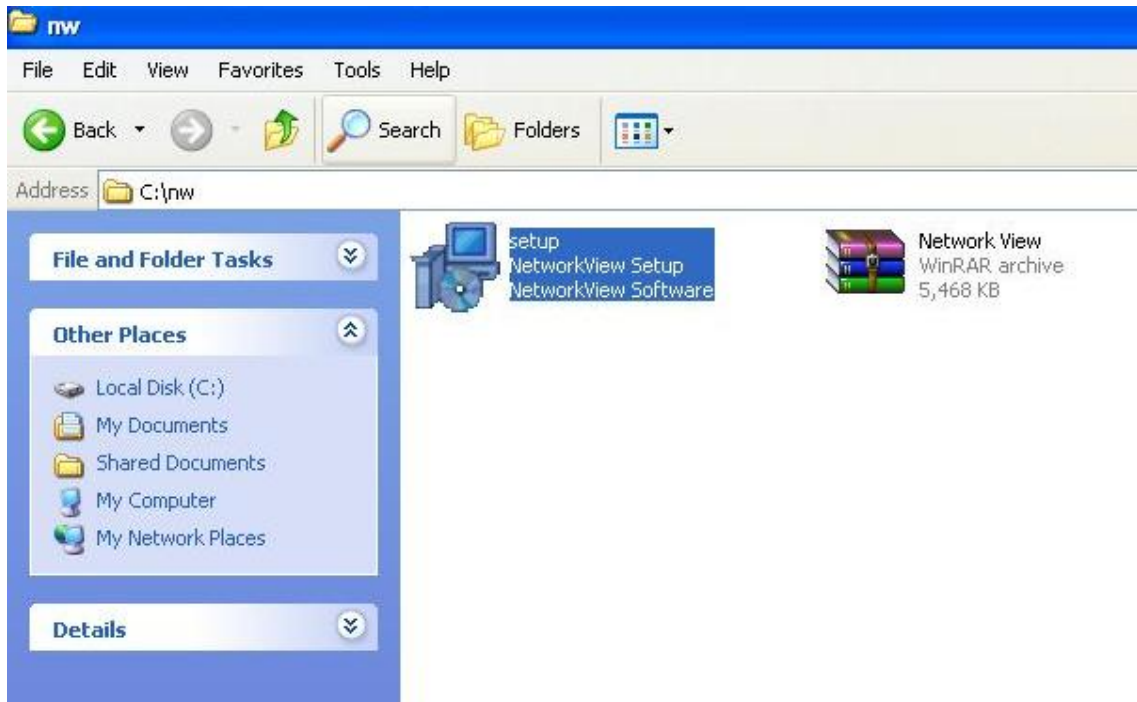 nw
File Edit View Favorites Tools Help
Back Search Folders
Address C:\nw
File and Folder Tasks
Other Places
Local Disk (C:)
My Documents
Shared Documents
My Computer
My Network Places
Details
setup
NetworkView Setup
NetworkView Software
Network View
WinRAR archive
5,468 KB